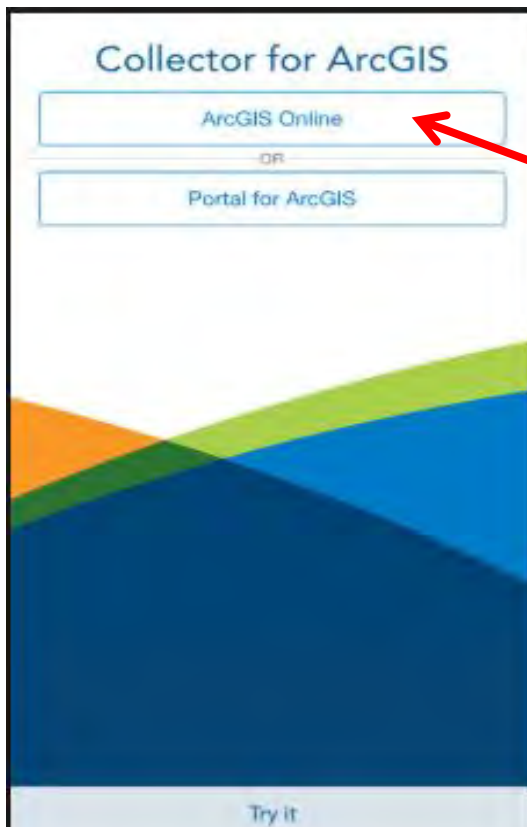 Collector for ArcGIS
ArcGIS Online
OR
Portal for ArcGIS
Try it